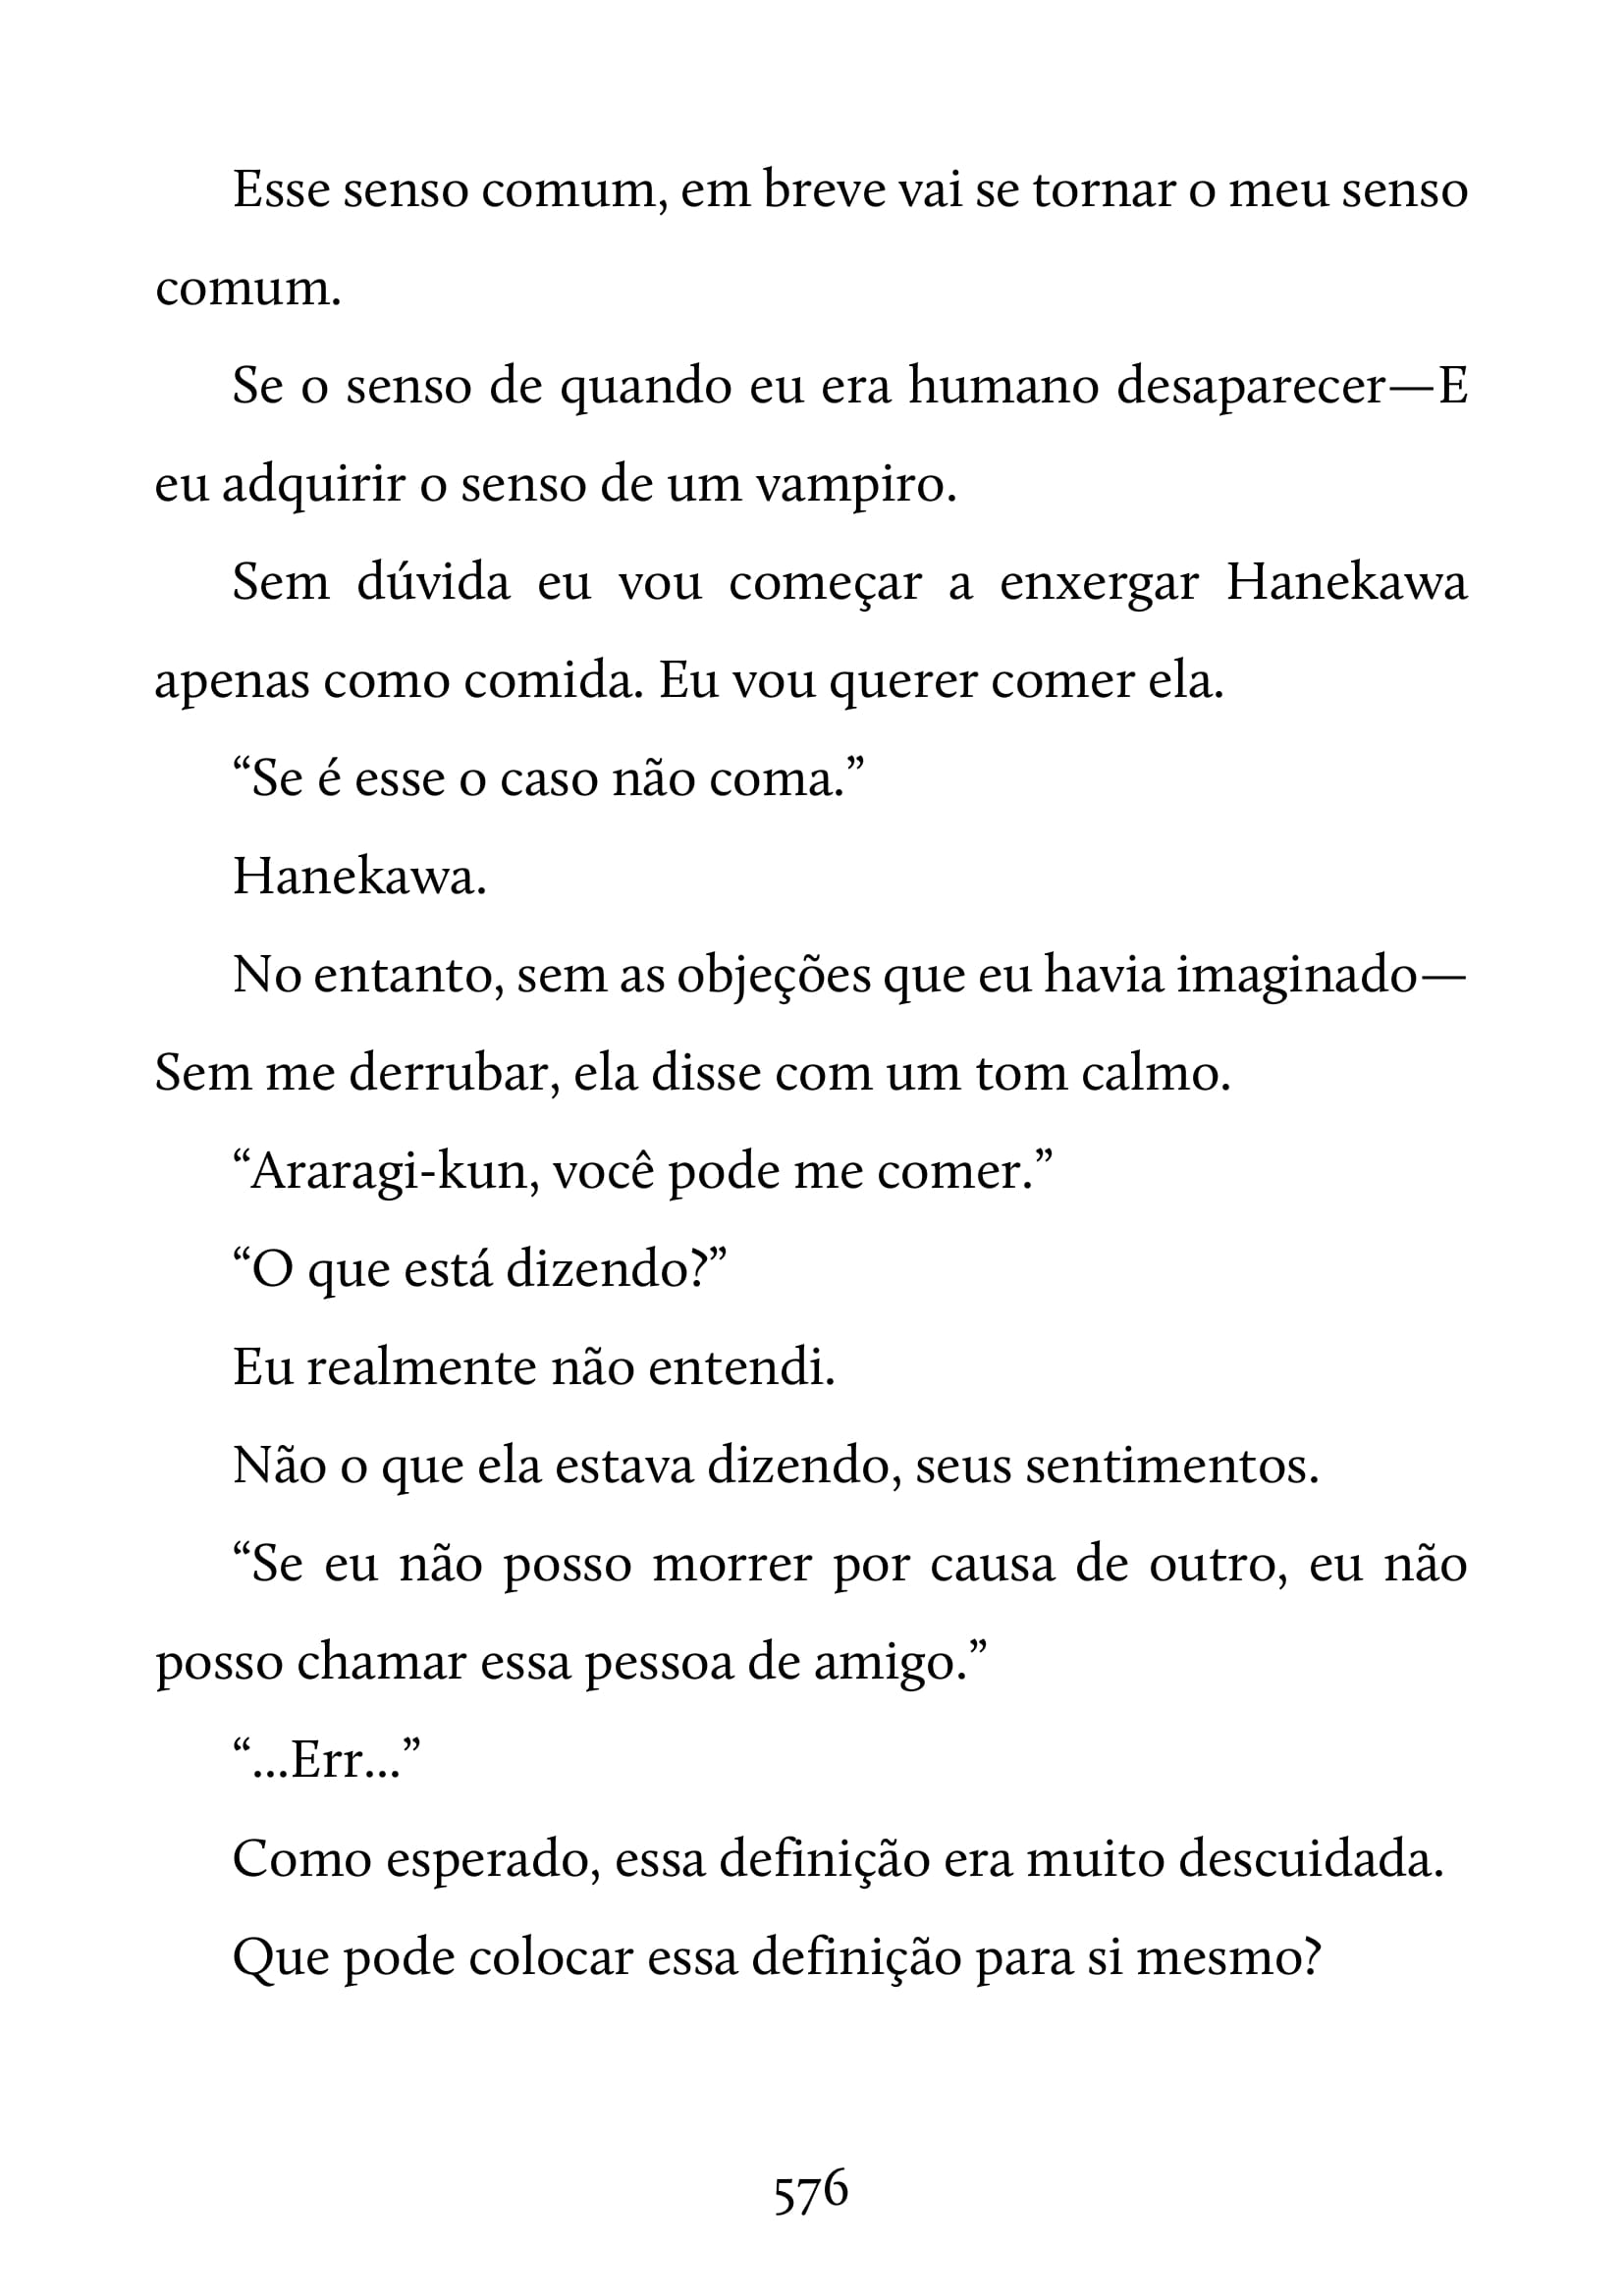 Esse senso comum, em breve vai se tornar o meu senso
comum.
Se o senso de quando eu era humano desaparecer—E
eu adquirir o senso de um vampiro.
Sem dúvida eu vou começar a enxergar Hanekawa
apenas como comida. Eu vou querer comer ela.
“Se é esse o caso não coma.”
Hanekawa.
No entanto, sem as objeções que eu havia imaginado—
Sem me derrubar, ela disse com um tom calmo.
“Araragi-kun, você pode me comer.”
“O que está dizendo?”
Eu realmente não entendi.
Não o que ela estava dizendo, seus sentimentos.
“Se eu não posso morrer por causa de outro, eu não
posso chamar essa pessoa de amigo.”
“...Err...”
Como esperado, essa definição era muito descuidada.
Que pode colocar essa definição para si mesmo?
576